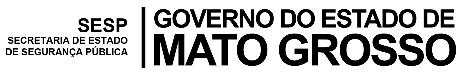 SESP
SECRETARIA DE ESTADO
DE SEGURANÇA PÚBLICA
GOVERNO DO ESTADO DE
MATO GROSSO